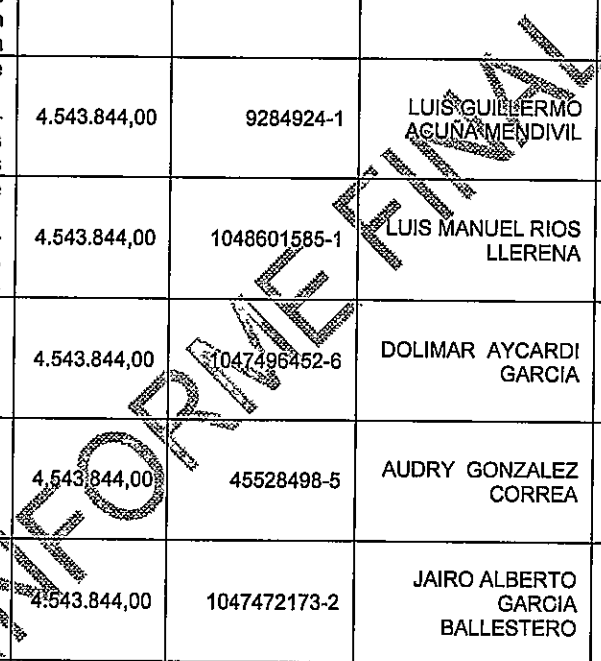 4.543.844,00 9284924-1 LUIS GUILLERMO
ACUÑA MENDIVIL
4.543.844,00 1048601585-1 LUIS MANUEL RIOS
LLERENA
4.543.844,00 1047496452-6 DOLIMAR AYCARDI
GARCIA
4.543.844,00 45528498-5 AUDRY GONZALEZ
CORREA
4.543.844,00 1047472173-2 JAIRO ALBERTO
GARCIA
BALLESTERO
INFORME FINAL